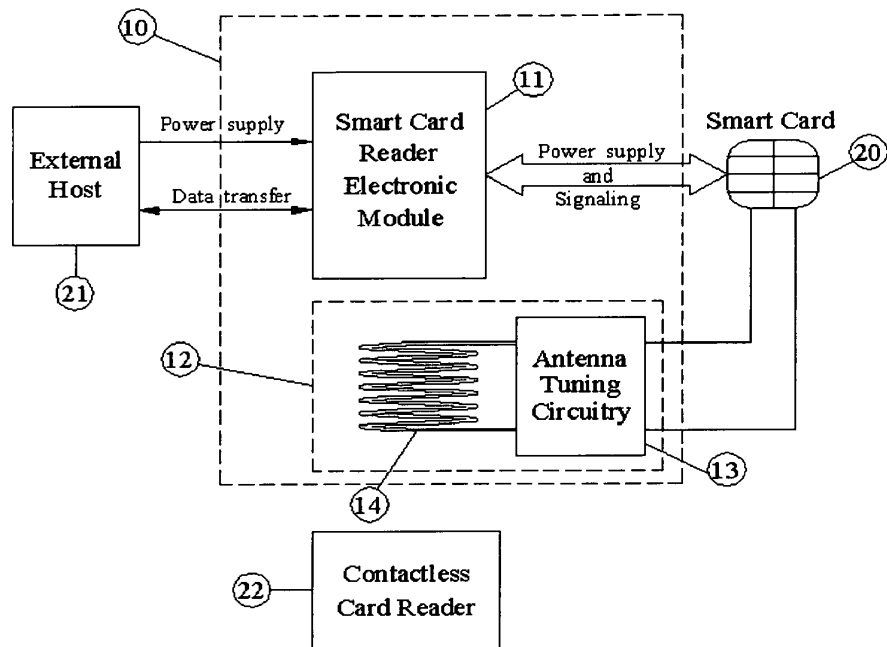 10
11
Smart Card
Reader
Electronic
Module
Power supply
External
Host
Data transfer
21
Power supply
and
Signaling
Smart Card
20
12
Antenna
Tuning
Circuitry
14
13
22
Contactless
Card Reader